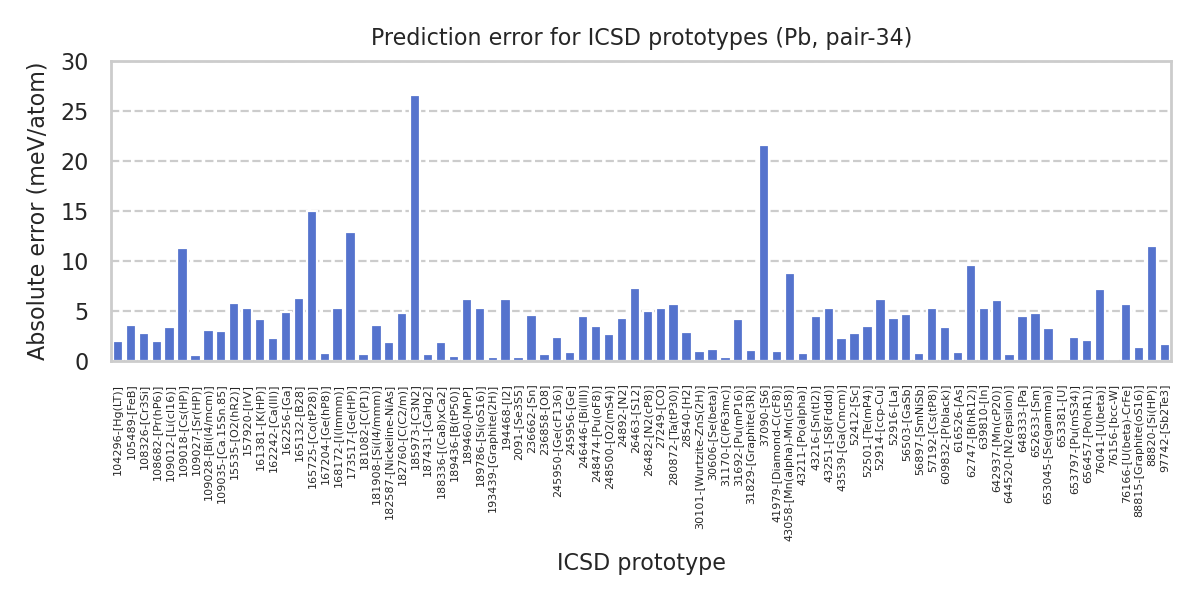 Prediction error for ICSD prototypes (Pb, pair-34)
Absolute error (meV/atom)
30
25
20
15
10
5
0
104296-[Hg(LT)]
105489-[FeB]
108326-[Cr3Si]
108682-[Pr(hP6)]
109012-[Li(cI16)]
109018-[Cs(HP)]
109027-[Sr(HP)]
109028-[Bi(I4/mcm)]
109035-[Ca.15Sn.85]
15535-[O2(hR2)]
157920-[IrV]
161381-[K(HP)]
162242-[Ca(III)]
162256-[Ga]
165132-[B28]
165725-[Co(tP28)]
167204-[Ge(hP8)]
168172-[I(Immm)]
173517-[Ge(HP)]
181082-[C(P1)]
181908-[Si(I4/mmm)]
182587-[Nickeline-NiAs]
182760-[C(C2/m)]
185973-[C3N2]
187431-[CaHg2]
188336-[(Ca8)xCa2]
189436-[B(tP50)]
189460-[MnP]
189786-[Si(oS16)]
193439-[Graphite(2H)]
194468-[I2]
2091-[Se3S5]
236662-[Sn]
236858-[O8]
245950-[Ge(cF136)]
245956-[Ge]
246446-[Bi(III)]
248474-[Pu(oF8)]
248500-[O2(mS4)]
24892-[N2]
26463-[S12]
26482-[N2(cP8)]
27249-[CO]
280872-[Ta(tP30)]
28540-[H2]
30101-[Wurtzite-ZnS(2H)]
30606-[Se(beta)]
31170-[C(P63mc)]
31692-[Pu(mP16)]
31829-[Graphite(3R)]
37090-[S6]
41979-[Diamond-C(cF8)]
43058-[Mn(alpha)-Mn(cI58)]
43211-[Po(alpha)]
43216-[Sn(tI2)]
43251-[S8(Fddd)]
43539-[Ga(Cmcm)]
52412-[Sc]
52501-[Te(mP4)]
52914-[ccp-Cu]
52916-[La]
56503-[GaSb]
56897-[SmNiSb]
57192-[Cs(tP8)]
609832-[P(black)]
616526-[As]
62747-[B(hR12)]
639810-[In]
642937-[Mn(cP20)]
644520-[N2(epsilon)]
648333-[Pa]
652633-[Sm]
653045-[Se(gamma)]
653381-[U]
653797-[Pu(mS34)]
656457-[Po(hR1)]
76041-[U(beta)]
76156-[bcc-W]
76166-[U(beta)-CrFe]
88815-[Graphite(oS16)]
88820-[Si(HP)]
97742-[Sb2Te3]
ICSD prototype